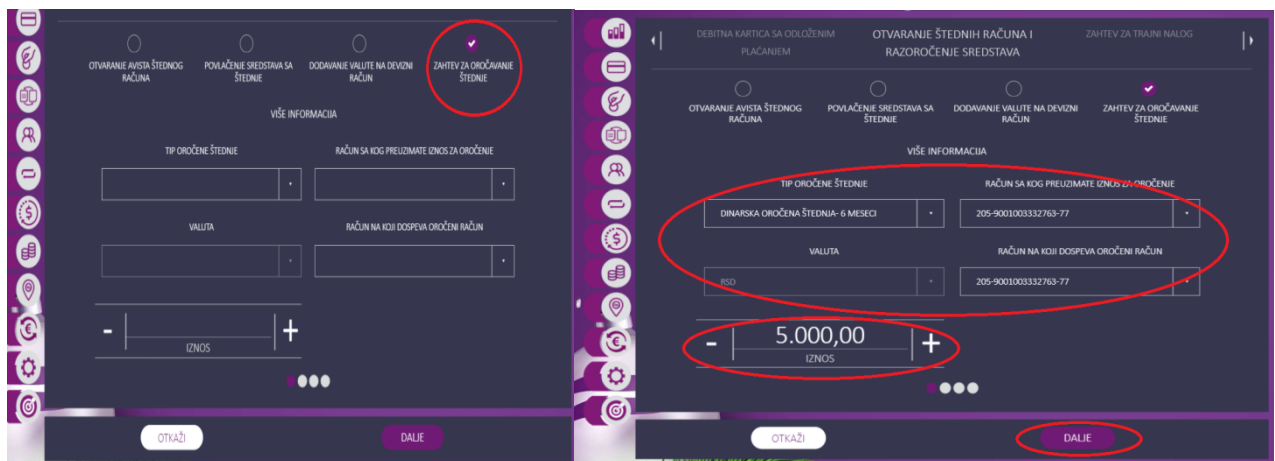 OTVARANJE AVISTA ŠTEDNOG
RAČUNA
POVLAČENJE SREDSTAVA SA
ŠTEDNJE
DODAVANJE VALUTE NA DEVIZNI
RAČUN
ZAHTEV ZA OROČAVANJE
ŠTEDNJE
VIŠE INFORMACIJA
TIP OROČENE ŠTEDNJE
RAČUN SA KOG PREUZIMATE IZNOS ZA OROČENJE
VALUTA
RAČUN NA KOJI DOSPEVA OROČENI RAČUN
- +
IZNOS
OTKAŽI
DALJE
DEBITNA KARTICA SA ODLOŽENIM
PLAĆANJEM
OTVARANJE ŠTEDNIH RAČUNA I
RAZOROČENJE SREDSTAVA
ZAHTEV ZA TRAJNI NALOG
OTVARANJE AVISTA ŠTEDNOG
RAČUNA
POVLAČENJE SREDSTAVA SA
ŠTEDNJE
DODAVANJE VALUTE NA DEVIZNI
RAČUN
ZAHTEV ZA OROČAVANJE
ŠTEDNJE
VIŠE INFORMACIJA
TIP OROČENE ŠTEDNJE
RAČUN SA KOG PREUZIMATE IZNOS ZA OROČENJE
DINARSKA OROČENA ŠTEDNJA- 6 MESECI
205-9001003332763-77
VALUTA
RAČUN NA KOJI DOSPEVA OROČENI RAČUN
RSD
205-9001003332763-77
- 5.000,00 +
IZNOS
OTKAŽI
DALJE